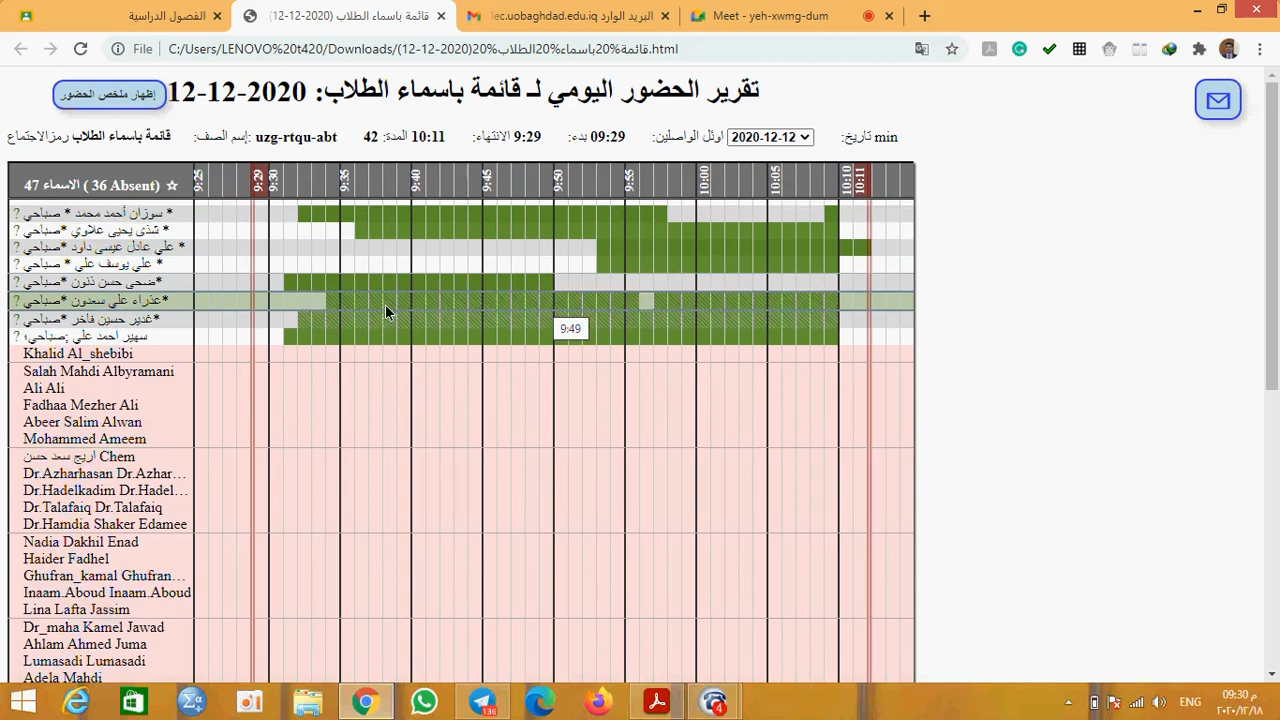 الفصول الدراسية
قائمة باسماء الطلاب (2020-12-12)
البريد الوارد lec.uobaghdad.edu.iq
Meet - yeh-xwmg-dum
File
C:/Users/LENOVO%20t420/Downloads/(12-12-2020)20%قائمة%20باسماء%20الطلاب.html
إظهار ملخص الحضور
تقرير الحضور اليومي لـ قائمة باسماء الطلاب: 2020-12-12
قائمة باسماء الطلاب رمزالاجتماع
إسم الصف: uzg-rtqu-abt
المدة: 42
الانتهاء: 10:11
بدء: 9:29
اوئل الواصلين: 09:29
2020-12-12
تاريخ:
min
47 الاسماء ( 36 Absent) ☆
9:25 9:29 9:30 9:35 9:40 9:45 9:50 9:55 10:00 10:05 10:10 10:11
? سوزان أحمد محمد * صباحي *
? شذى يحيى علاوي *صباحي
? علي عادل عيسى داود *صباحي *
? علي يوسف علي * صباحي *
? ضحى حسن ذنون *صباحي*
? عذراء علي سعدون *صباحي*
? غدير حسين فاخر *صباحي*
? سهير احمد علي ;صباحي؛
9:49
Khalid Al_shebibi
Salah Mahdi Albyramani
Ali Ali
Fadhaa Mezher Ali
Abeer Salim Alwan
Mohammed Ameem
اريج سعد حسن Chem
Dr.Azharhasan Dr.Azhar…
Dr.Hadelkadim Dr.Hadel…
Dr.Talafaiq Dr.Talafaiq
Dr.Hamdia Shaker Edamee
Nadia Dakhil Enad
Haider Fadhel
Ghufran_kamal Ghufran…
Inaam.Aboud Inaam.Aboud
Lina Lafta Jassim
Dr_maha Kamel Jawad
Ahlam Ahmed Juma
Lumasadi Lumasadi
Adela Mahdi
136
4
ENG
09:30 م
٢٠٢٠/١٢/١٨